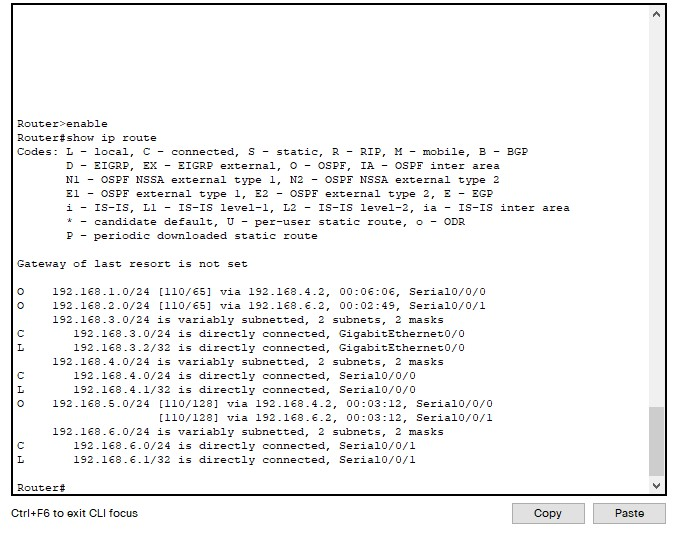 Router>enable
Router#show ip route
Codes: L - local, C - connected, S - static, R - RIP, M - mobile, B - BGP
       D - EIGRP, EX - EIGRP external, O - OSPF, IA - OSPF inter area
       N1 - OSPF NSSA external type 1, N2 - OSPF NSSA external type 2
       E1 - OSPF external type 1, E2 - OSPF external type 2, E - EGP
       i - IS-IS, L1 - IS-IS level-1, L2 - IS-IS level-2, ia - IS-IS inter area
       * - candidate default, U - per-user static route, o - ODR
       P - periodic downloaded static route

Gateway of last resort is not set

O    192.168.1.0/24 [110/65] via 192.168.4.2, 00:06:06, Serial0/0/0
O    192.168.2.0/24 [110/65] via 192.168.6.2, 00:02:49, Serial0/0/1
     192.168.3.0/24 is variably subnetted, 2 subnets, 2 masks
C       192.168.3.0/24 is directly connected, GigabitEthernet0/0
L       192.168.3.2/32 is directly connected, GigabitEthernet0/0
     192.168.4.0/24 is variably subnetted, 2 subnets, 2 masks
C       192.168.4.0/24 is directly connected, Serial0/0/0
L       192.168.4.1/32 is directly connected, Serial0/0/0
O    192.168.5.0/24 [110/128] via 192.168.4.2, 00:03:12, Serial0/0/0
                    [110/128] via 192.168.6.2, 00:03:12, Serial0/0/1
     192.168.6.0/24 is variably subnetted, 2 subnets, 2 masks
C       192.168.6.0/24 is directly connected, Serial0/0/1
L       192.168.6.1/32 is directly connected, Serial0/0/1

Router#
Ctrl+F6 to exit CLI focus
Copy
Paste